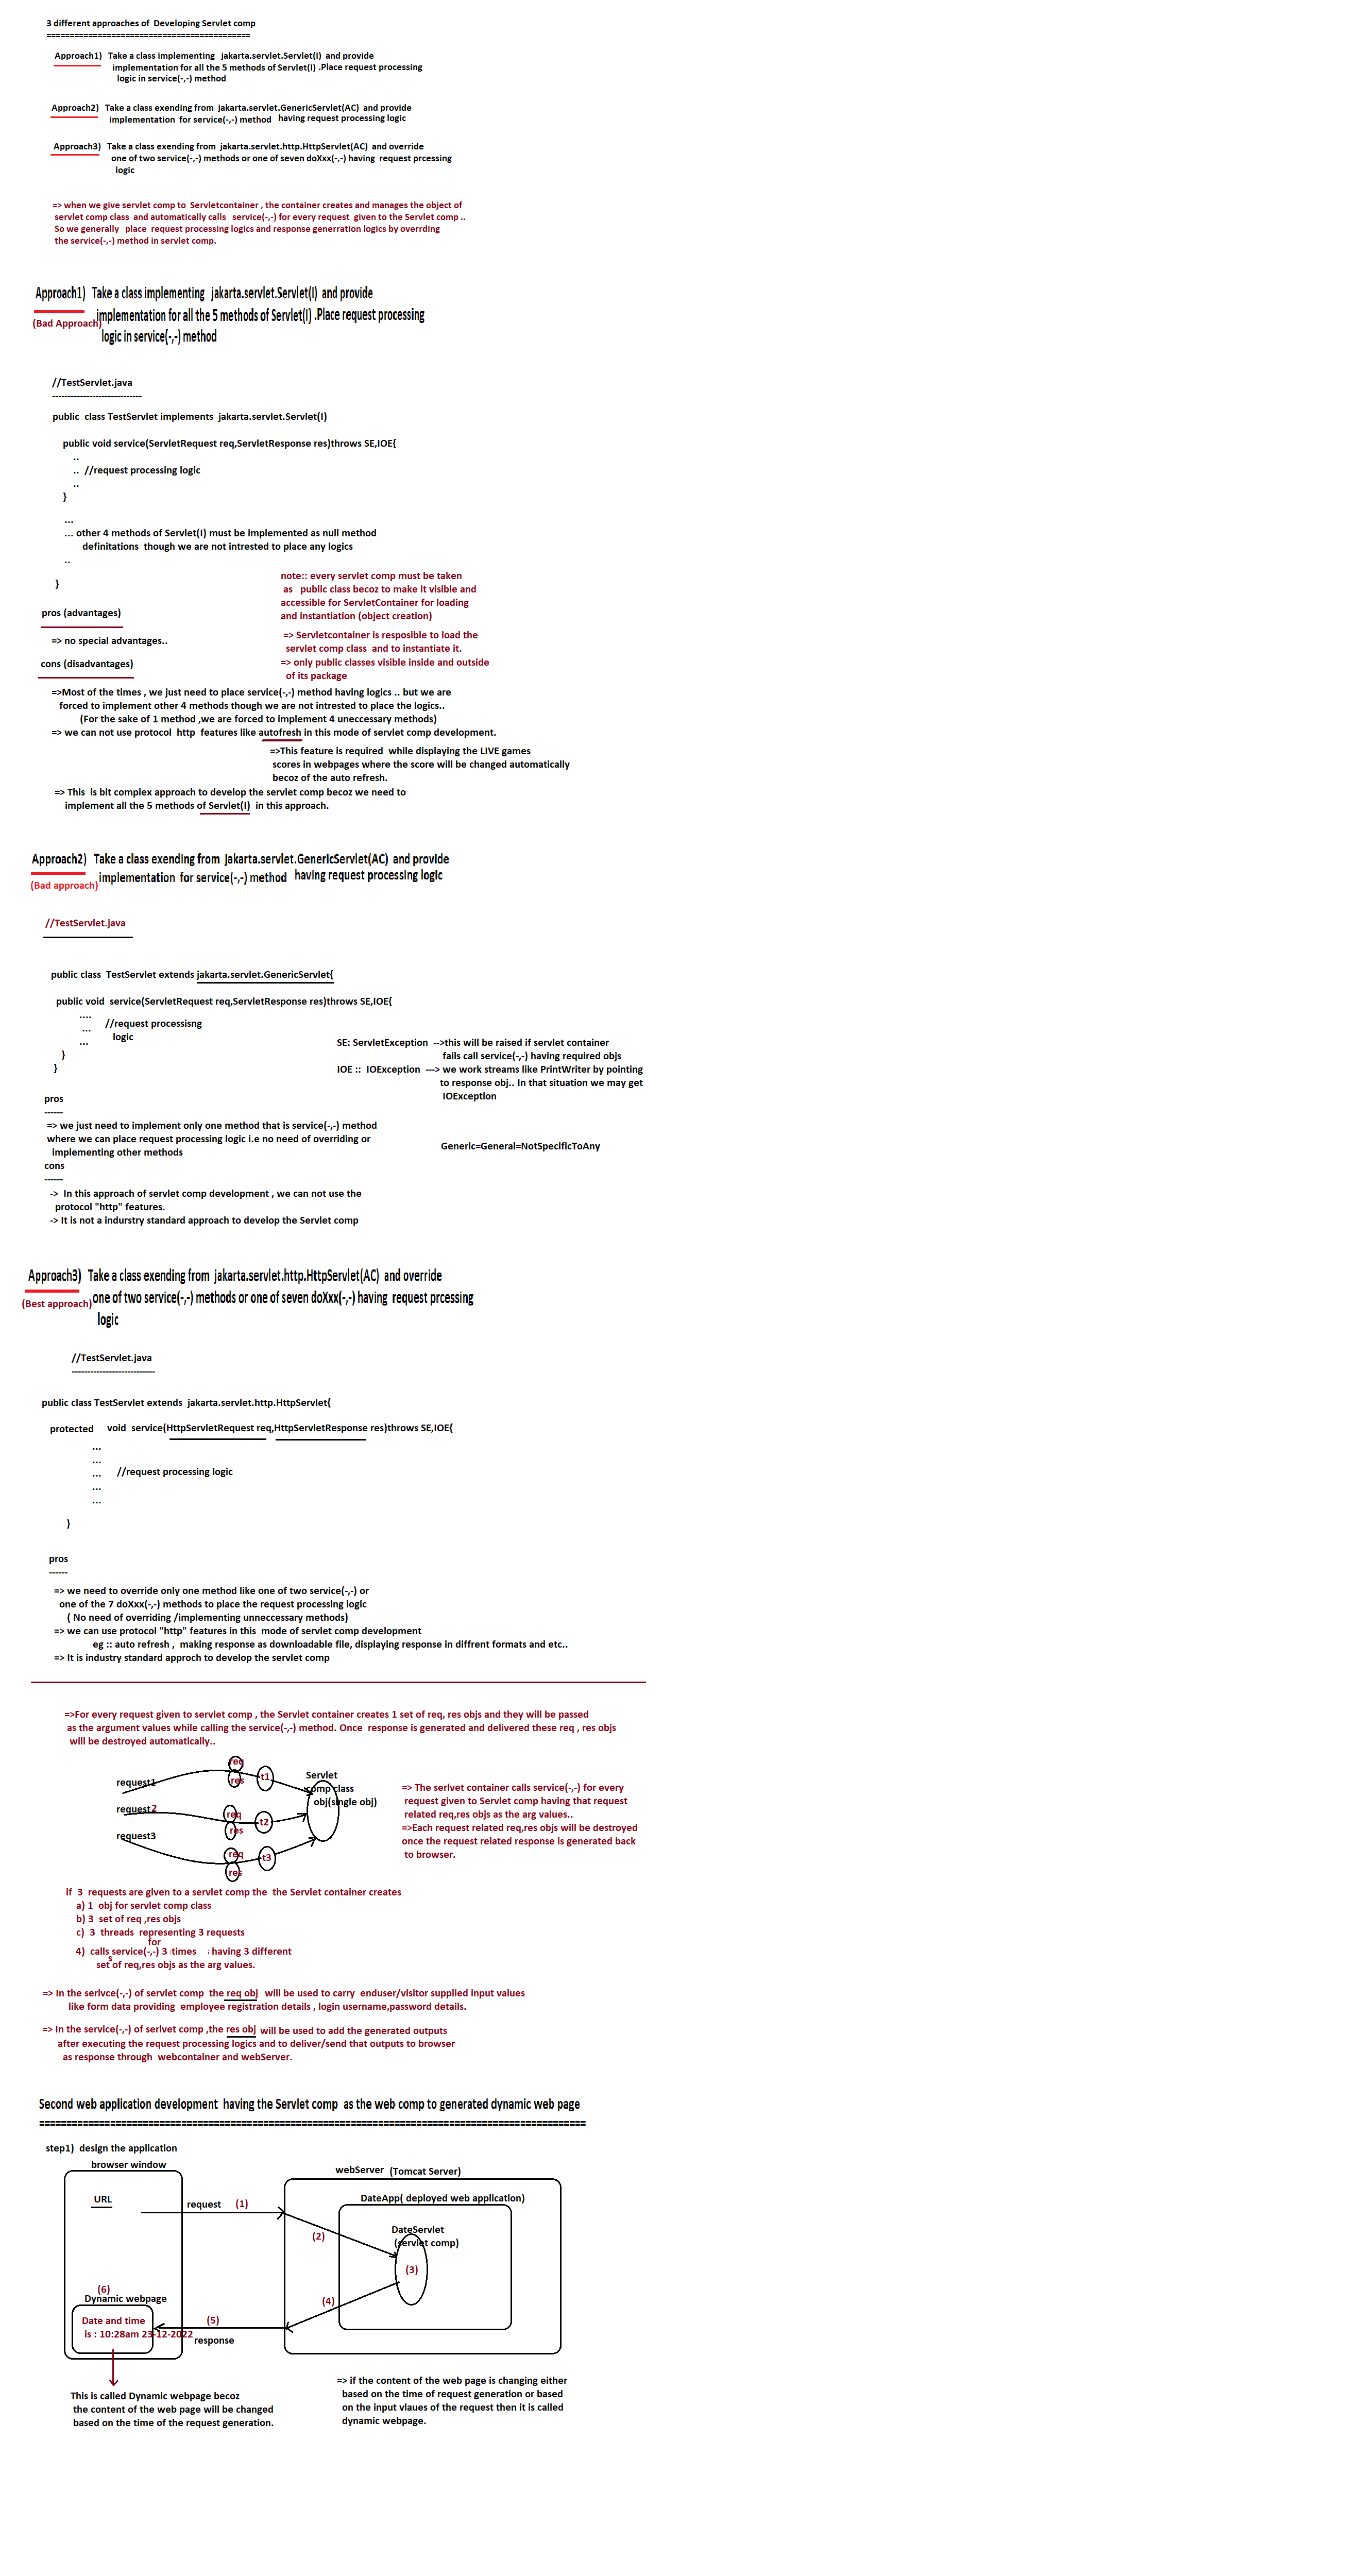 3 different approaches of  Developing Servlet comp
============================================
Approach1)  Take a class implementing  jakarta.servlet.Servlet(I)  and provide
implementation for all the 5 methods of Servlet(I) .Place request processing
logic in service(-,-) method
Approach2)  Take a class exending from  jakarta.servlet.GenericServlet(AC)  and provide
implementation  for service(-,-) method  having request processing logic
Approach3)  Take a class exending from  jakarta.servlet.http.HttpServlet(AC)  and override
one of two service(-,-) methods or one of seven doXxx(-,-) having  request prcessing
logic
=> when we give servlet comp to  Servletcontainer , the container creates and manages the object of
servlet comp class  and automatically calls  service(-,-) for every request  given to the Servlet comp ..
So we generally  place  request processing logics and response generration logics by overrding
the service(-,-) method in servlet comp.
Approach1)  Take a class implementing  jakarta.servlet.Servlet(I)  and provide
implementation for all the 5 methods of Servlet(I) .Place request processing
(Bad Approach)
logic in service(-,-) method
//TestServlet.java
-----------------------------
public  class TestServlet implements  jakarta.servlet.Servlet(I)
public void service(ServletRequest req,ServletResponse res)throws SE,IOE{
..
..  //request processing logic
..
}
...
... other 4 methods of Servlet(I) must be implemented as null method
definitations  though we are not intrested to place any logics
..
}
note:: every servlet comp must be taken
as  public class becoz to make it visible and
accessible for ServletContainer for loading
and instantiation (object creation)
=> Servletcontainer is resposible to load the
servlet comp class  and to instantiate it.
=> only public classes visible inside and outside
of its package
pros (advantages)
=> no special advantages..
cons (disadvantages)
=>Most of the times , we just need to place service(-,-) method having logics .. but we are
forced to implement other 4 methods though we are not intrested to place the logics..
(For the sake of 1 method ,we are forced to implement 4 uneccessary methods)
=> we can not use protocol  http  features like autofresh in this mode of servlet comp development.
=>This feature is required  while displaying the LIVE games
scores in webpages where the score will be changed automatically
becoz of the auto refresh.
=> This  is bit complex approach to develop the servlet comp becoz we need to
implement all the 5 methods of Servlet(I)  in this approach.
Approach2)  Take a class exending from  jakarta.servlet.GenericServlet(AC)  and provide
implementation  for service(-,-) method  having request processing logic
(Bad approach)
//TestServlet.java
public class  TestServlet extends jakarta.servlet.GenericServlet{
public void  service(ServletRequest req,ServletResponse res)throws SE,IOE{
....
...
...
//request processisng
logic
}
}
SE: ServletException  -->this will be raised if servlet container
fails call service(-,-) having required objs
IOE ::  IOException  ---> we work streams like PrintWriter by pointing
to response obj.. In that situation we may get
IOException
pros
------
=> we just need to implement only one method that is service(-,-) method
where we can place request processing logic i.e no need of overriding or
implementing other methods
Generic=General=NotSpecificToAny
cons
------
->  In this approach of servlet comp development , we can not use the
protocol "http" features.
-> It is not a indurstry standard approach to develop the Servlet comp
Approach3)  Take a class exending from  jakarta.servlet.http.HttpServlet(AC)  and override
(Best approach)
one of two service(-,-) methods or one of seven doXxx(-,-) having  request prcessing
logic
//TestServlet.java
---------------------------
public class TestServlet extends  jakarta.servlet.http.HttpServlet{
protected  void  service(HttpServletRequest req,HttpServletResponse res)throws SE,IOE{
...
...
...  //request processing logic
...
...
}
pros
------
=> we need to override only one method like one of two service(-,-) or
one of the 7 doXxx(-,-) methods to place the request processing logic
( No need of overriding /implementing unneccessary methods)
=> we can use protocol "http" features in this  mode of servlet comp development
eg :: auto refresh ,  making response as downloadable file, displaying response in diffrent formats and etc..
=> It is industry standard approch to develop the servlet comp
=>For every request given to servlet comp , the Servlet container creates 1 set of req, res objs and they will be passed
as the argument values while calling the service(-,-) method. Once  response is generated and delivered these req , res objs
will be destroyed automatically..
request1
req
res
t1
request2
req
res
t2
request3
req
res
t3
Servlet
comp class
obj(single obj)
=> The serlvet container calls service(-,-) for every
request given to Servlet comp having that request
related req,res objs as the arg values..
=>Each request related req,res objs will be destroyed
once the request related response is generated back
to browser.
if  3  requests are given to a servlet comp the  the Servlet container creates
a) 1  obj for servlet comp class
b) 3  set of req ,res objs
c)  3  threads  representing 3 requests
for
4)  calls service(-,-) 3 times  having 3 different
s
set of req,res objs as the arg values.
=> In the serivce(-,-) of servlet comp  the req obj  will be used to carry  enduser/visitor supplied input values
like form data providing  employee registration details , login username,password details.
=> In the service(-,-) of serlvet comp ,the res obj  will be used to add the generated outputs
after executing the request processing logics and to deliver/send that outputs to browser
as response through  webcontainer and webServer.
Second web application development  having the Servlet comp  as the web comp to generated dynamic web page
====================================================================================================
step1)  design the application
browser window
webServer  (Tomcat Server)
URL
request  (1)
DateApp( deployed web application)
(2)
DateServlet
(servlet comp)
(3)
(4)
(5)
response
(6)
Dynamic webpage
Date and time
is : 10:28am 23-12-2022
This is called Dynamic webpage becoz
the content of the web page will be changed
based on the time of the request generation.
=> if the content of the web page is changing either
based on the time of request generation or based
on the input vlaues of the request then it is called
dynamic webpage.